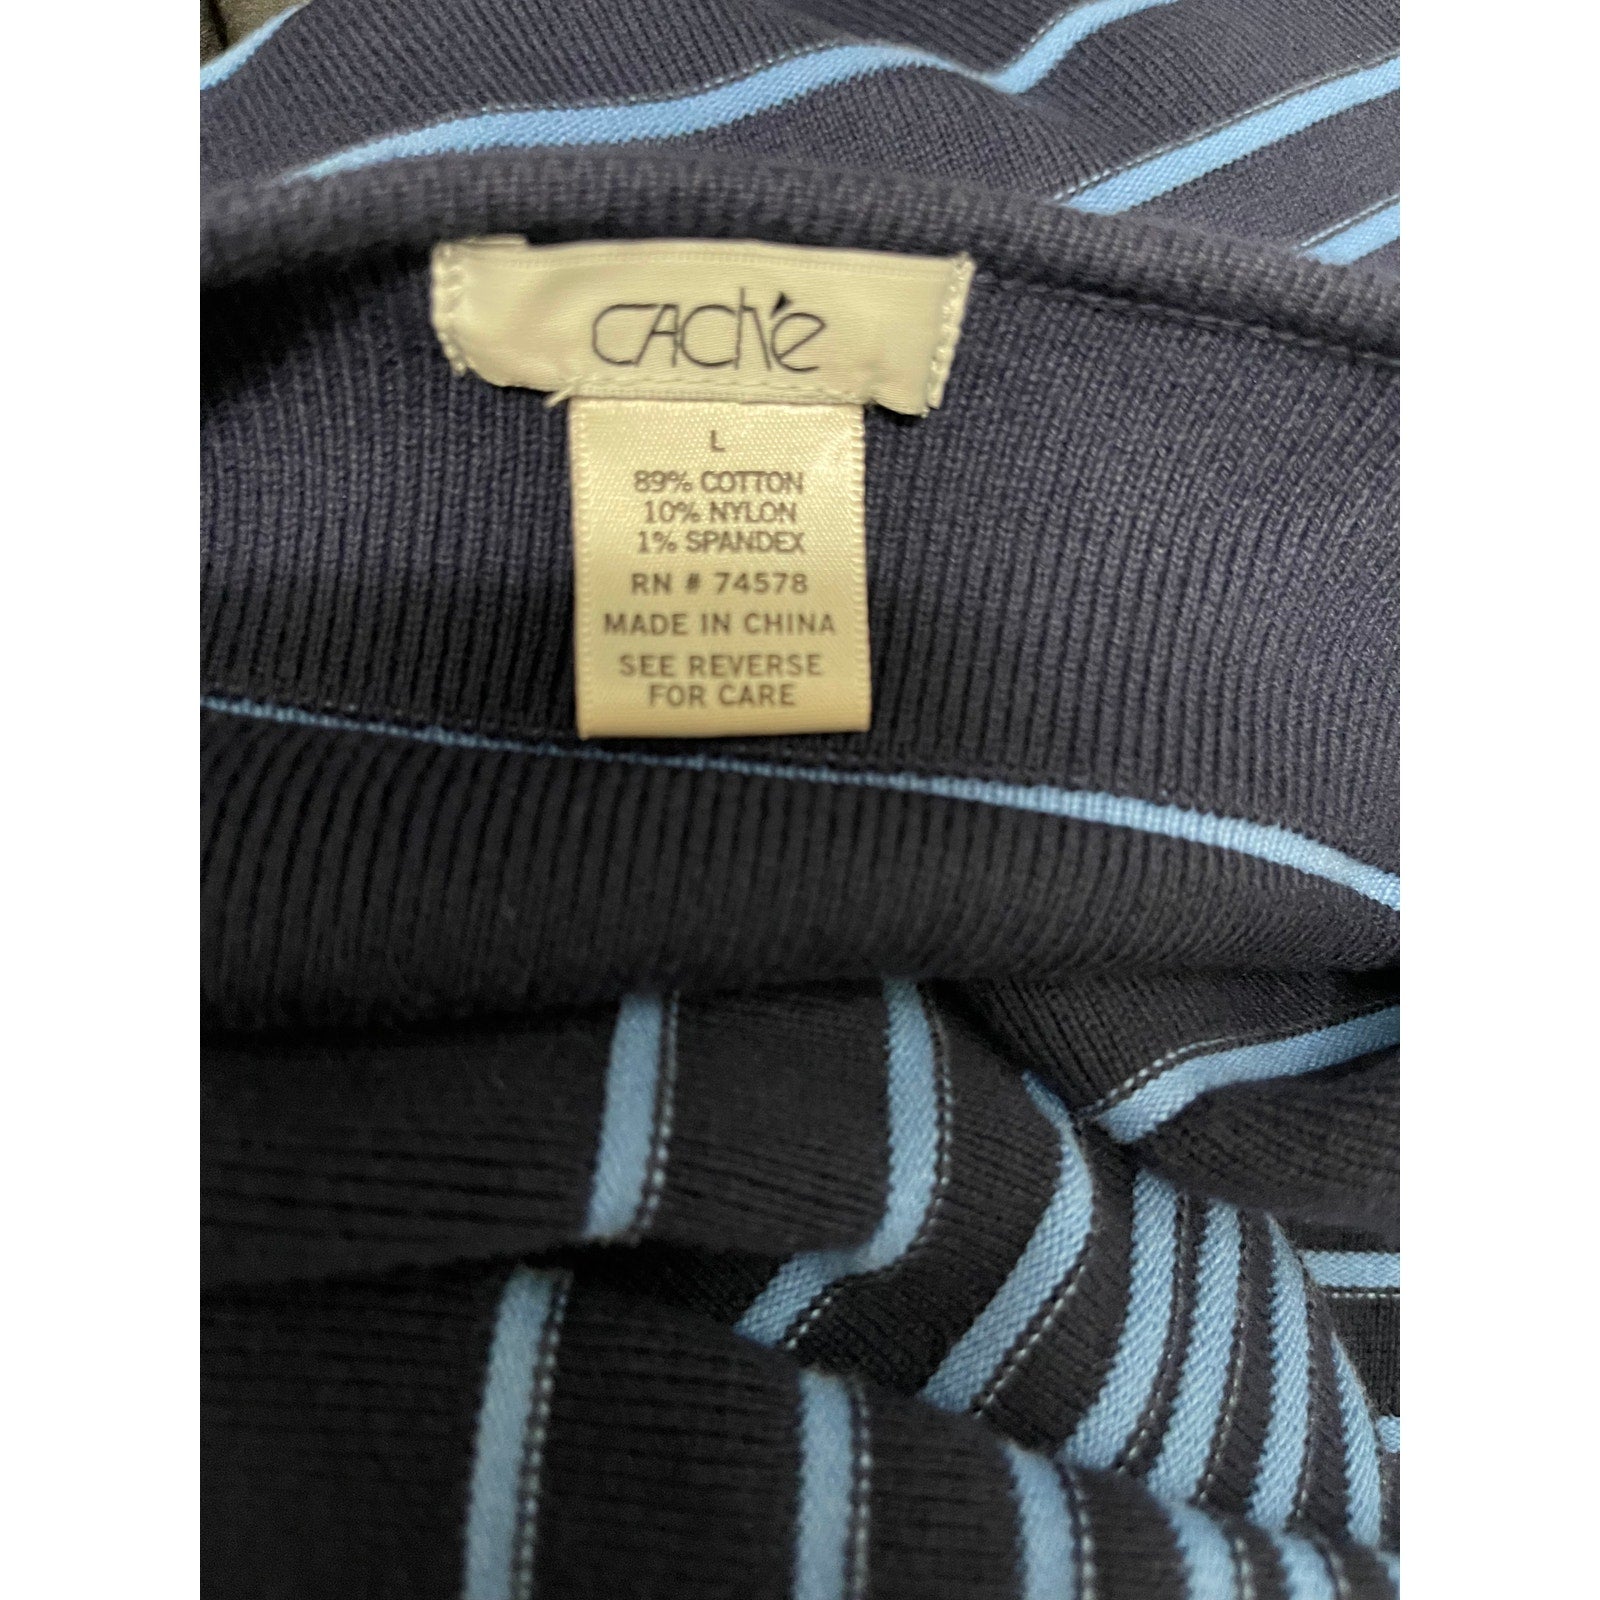 CAChé
L
89% COTTON
10% NYLON
1% SPANDEX
RN # 74578
MADE IN CHINA
SEE REVERSE
FOR CARE